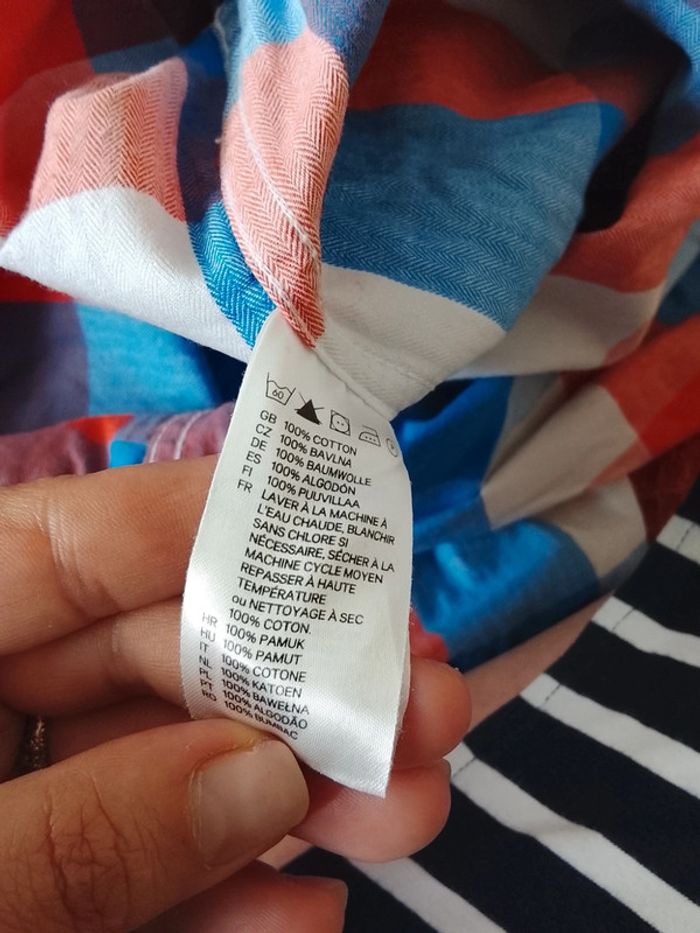 60
GB 100% COTTON
CZ 100% BAVLNA
DE 100% BAUMWOLLE
ES 100% ALGODÓN
FI 100% PUUVILLAA
FR LAVER À LA MACHINE À
L'EAU CHAUDE, BLANCHIR
SANS CHLORE SI
NÉCESSAIRE, SÉCHER À LA
MACHINE CYCLE MOYEN
REPASSER À HAUTE
TEMPÉRATURE
ou NETTOYAGE À SEC
100% COTON.
HR 100% PAMUK
HU 100% PAMUT
IT 100% COTONE
NL 100% KATOEN
PL 100% BAWEŁNA
PT 100% ALGODÃO
RO 100% BUMBAC